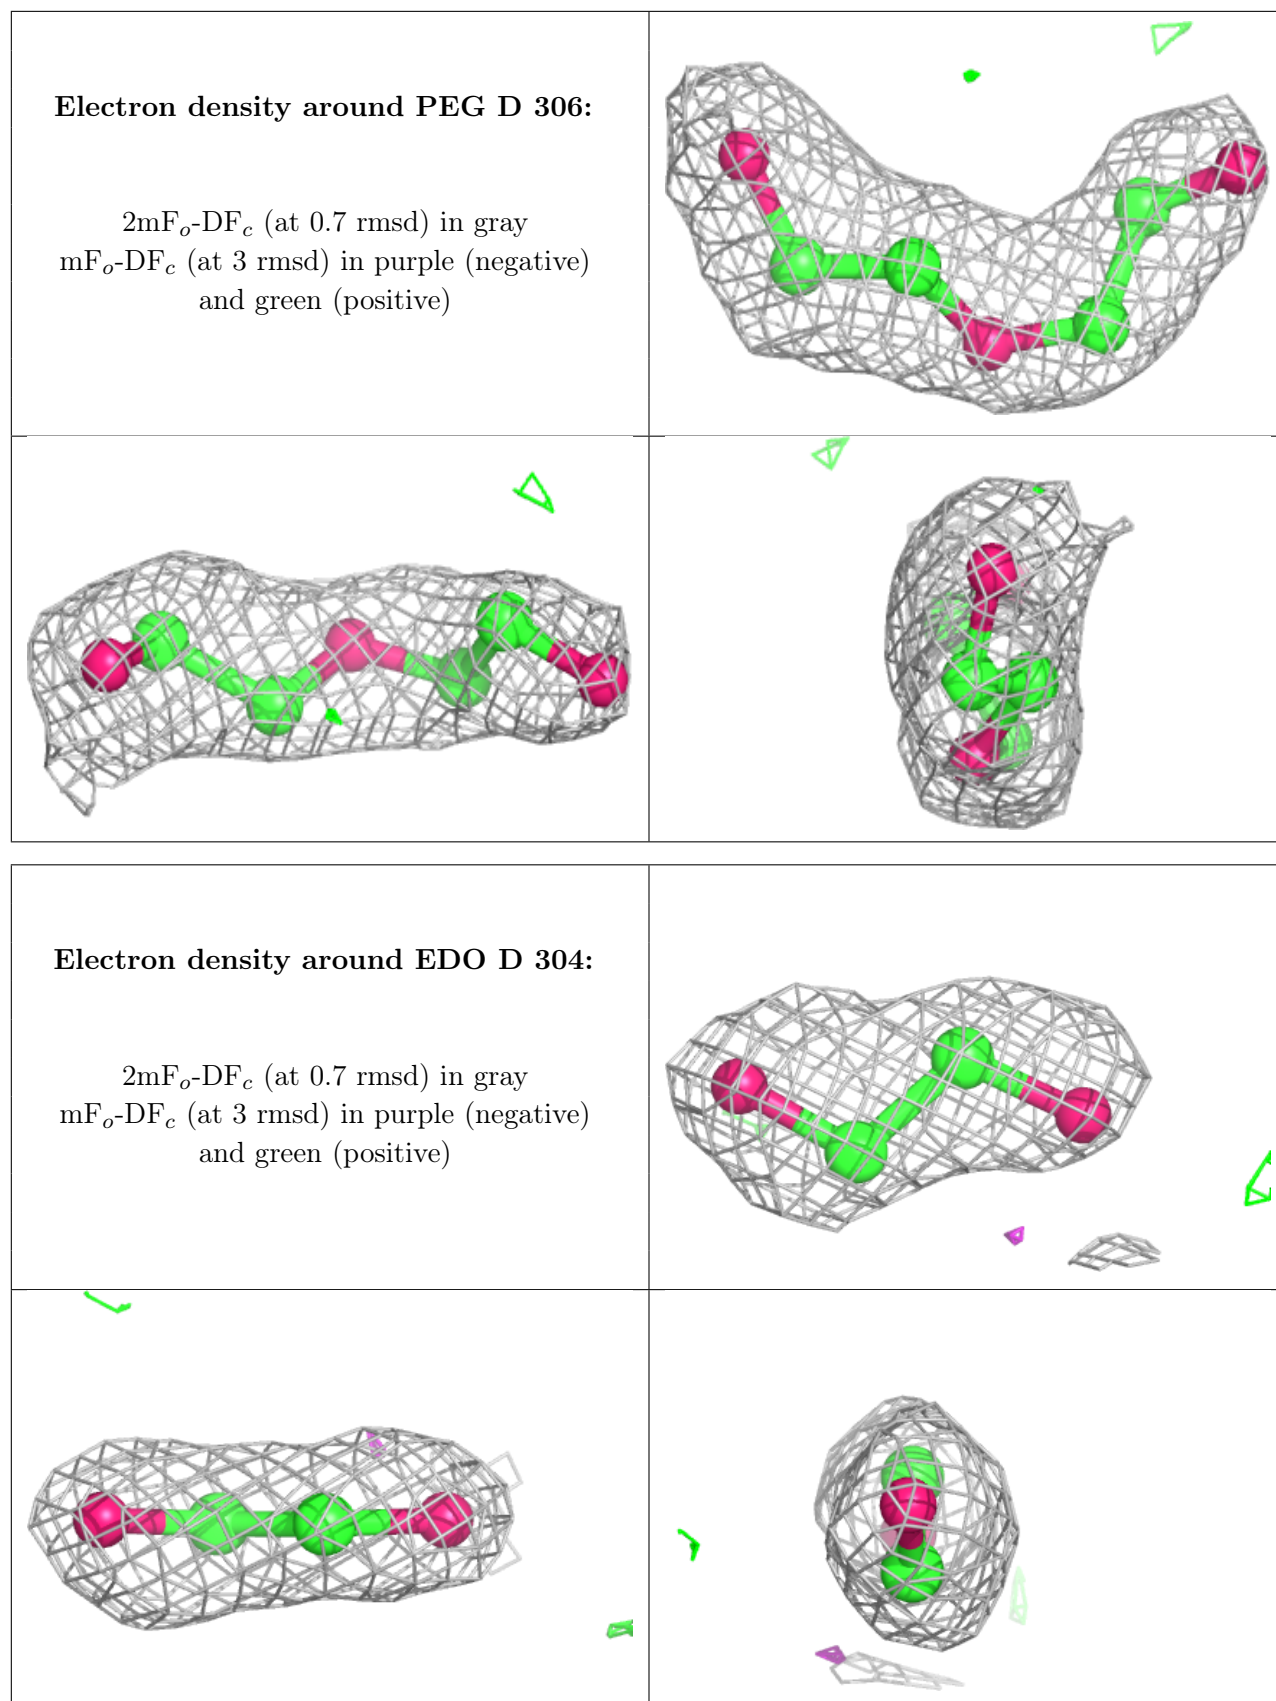 Electron density around PEG D 306:
2mFo-DFc (at 0.7 rmsd) in gray
mFo-DFc (at 3 rmsd) in purple (negative)
and green (positive)
Electron density around EDO D 304:
2mFo-DFc (at 0.7 rmsd) in gray
mFo-DFc (at 3 rmsd) in purple (negative)
and green (positive)